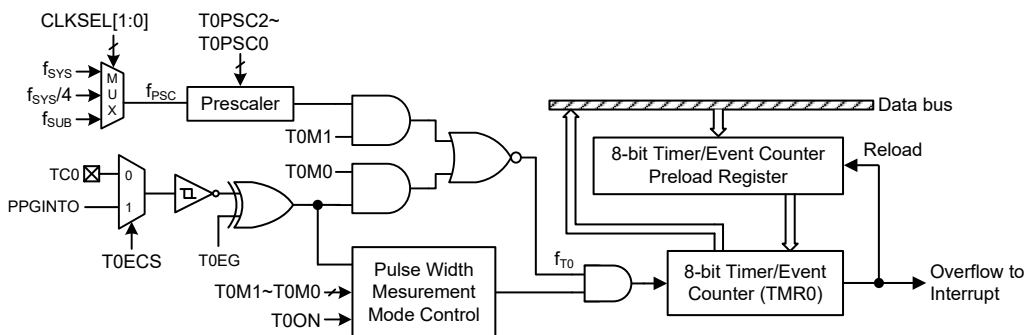 CLKSEL[1:0]
T0PSC2~
T0PSC0
fSYS
fSYS/4
fSUB
M
U
X
fPSC
Prescaler
T0M1
Data bus
8-bit Timer/Event Counter
Preload Register
Reload
TC0
0
PPGINTO
1
T0ECS
T0EG
T0M0
fT0
Pulse Width
Mesurement
Mode Control
T0M1~T0M0
T0ON
8-bit Timer/Event
Counter (TMR0)
Overflow to
Interrupt